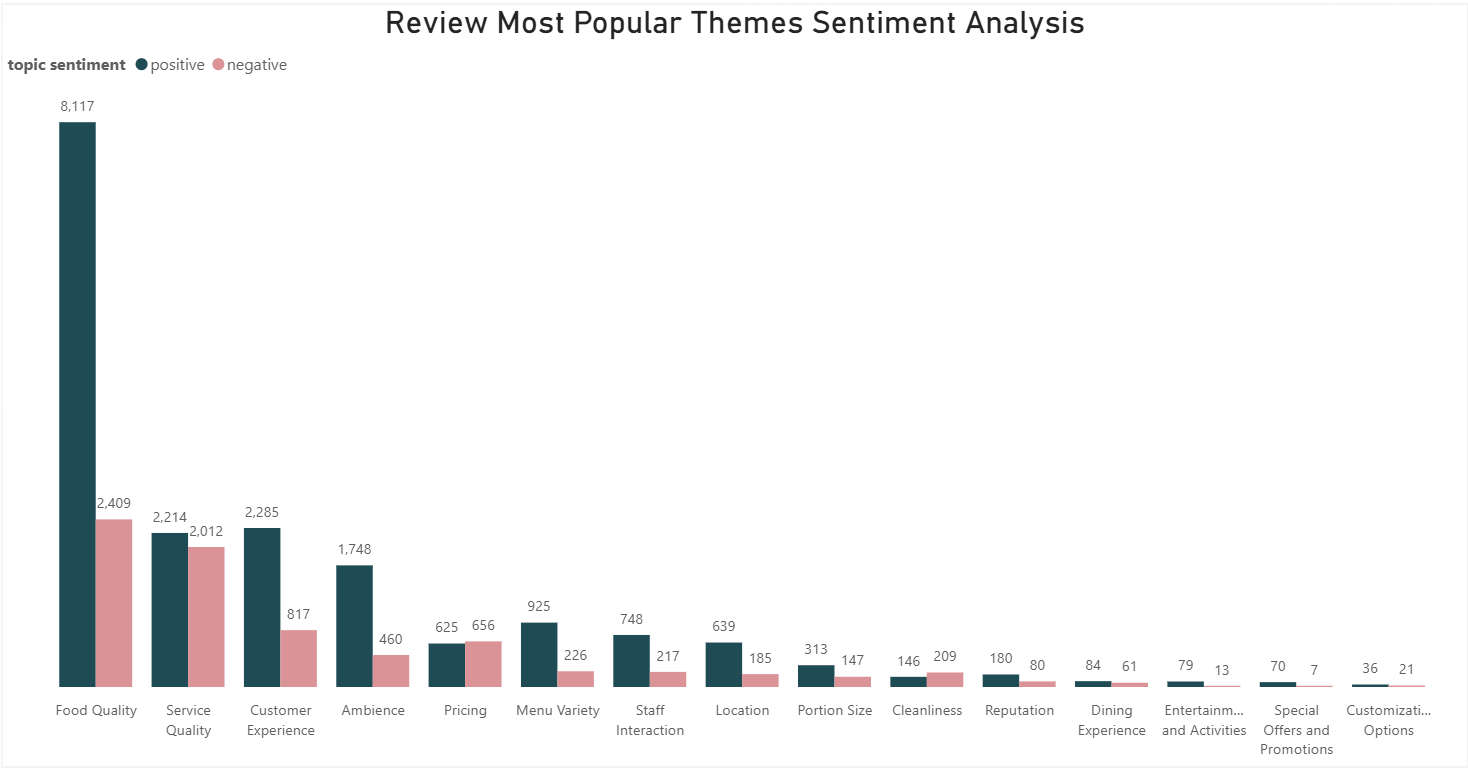 Review Most Popular Themes Sentiment Analysis
topic sentiment positive negative
8,117
2,409
2,214
2,012
2,285
817
1,748
460
625
656
925
226
748
217
639
185
313
147
146
209
180
80
84
61
79
13
70
7
36
21
Food Quality
Service
Quality
Customer
Experience
Ambience
Pricing
Menu Variety
Staff
Interaction
Location
Portion Size
Cleanliness
Reputation
Dining
Experience
Entertainm...
and Activities
Special
Offers and
Promotions
Customizati...
Options